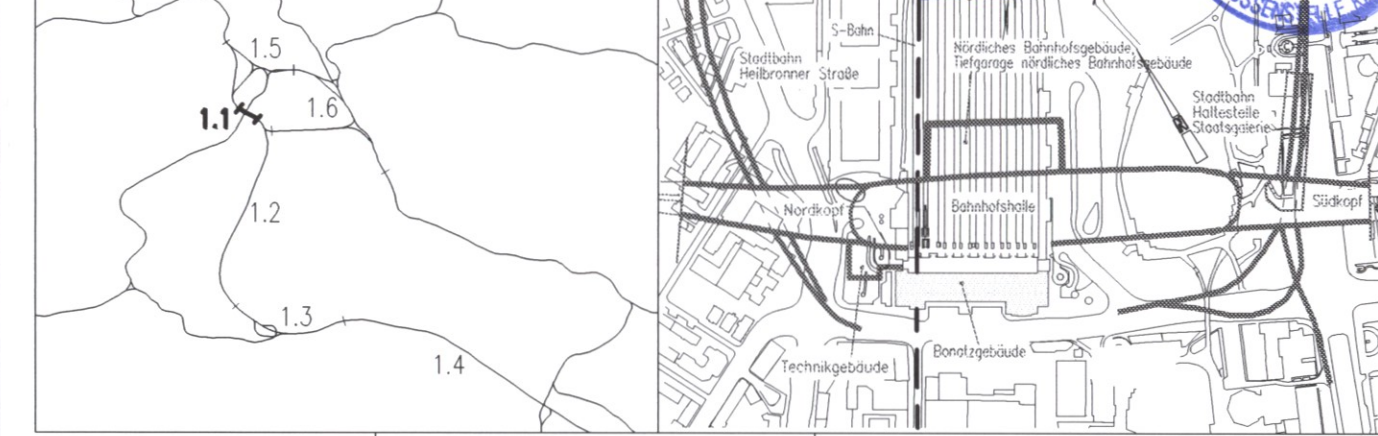 1.5
1.6
1.1
1.2
1.3
1.4
S-Bahn
Stadtbahn
Heilbronner Straße
Nördliches Bahnhofsgebäude,
Tiefgarage nördliches Bahnhofsgebäude
Stadtbahn
Haltestelle
Staatsgalerie
Nordkopf
Bahnhofshalle
Südkopf
Technikgebäude
Bonatzgebäude